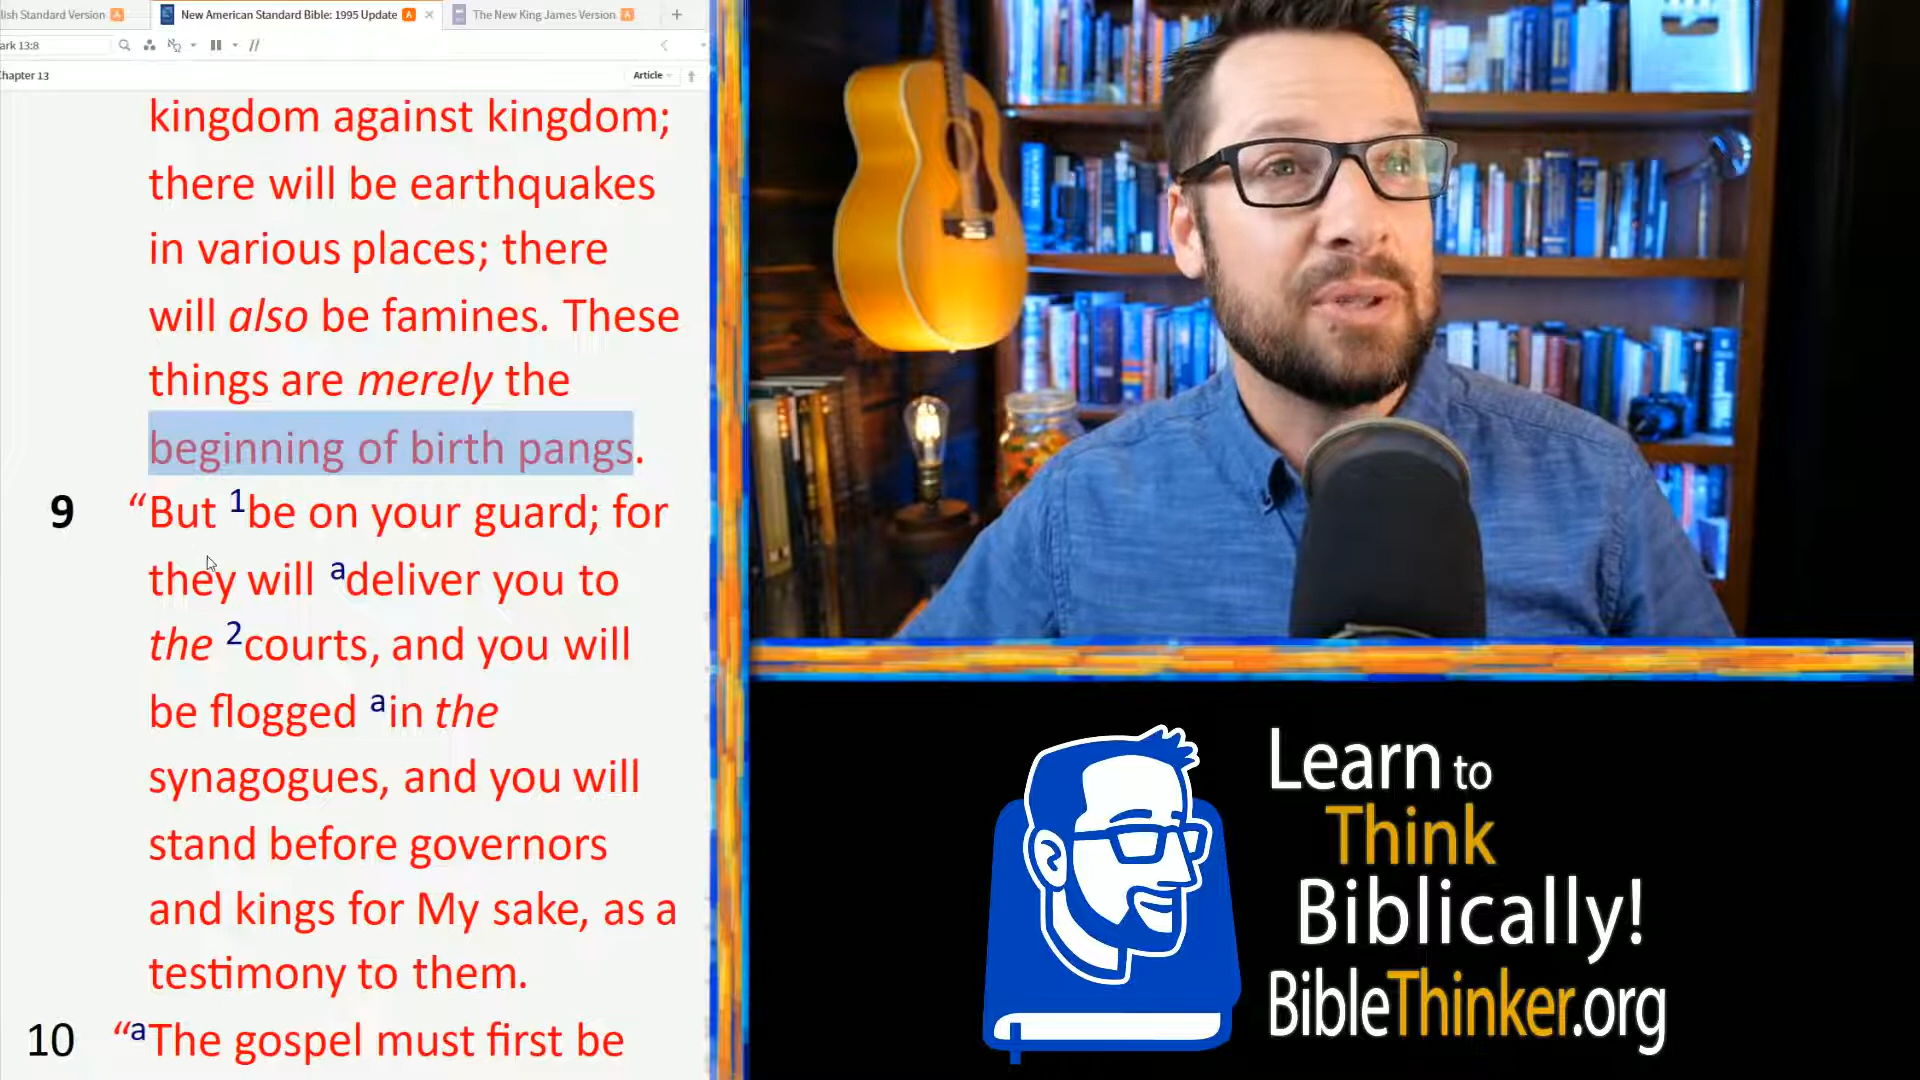 lish Standard Version A
New American Standard Bible: 1995 Update A
The New King James Version A
ark 13:8
hapter 13
Article
kingdom against kingdom;
there will be earthquakes
in various places; there
will also be famines. These
things are merely the
beginning of birth pangs.
9 “But 1be on your guard; for
they will adeliver you to
the 2courts, and you will
be flogged ain the
synagogues, and you will
stand before governors
and kings for My sake, as a
testimony to them.
10 “aThe gospel must first be
Learn to
Think
Biblically!
BibleThinker.org